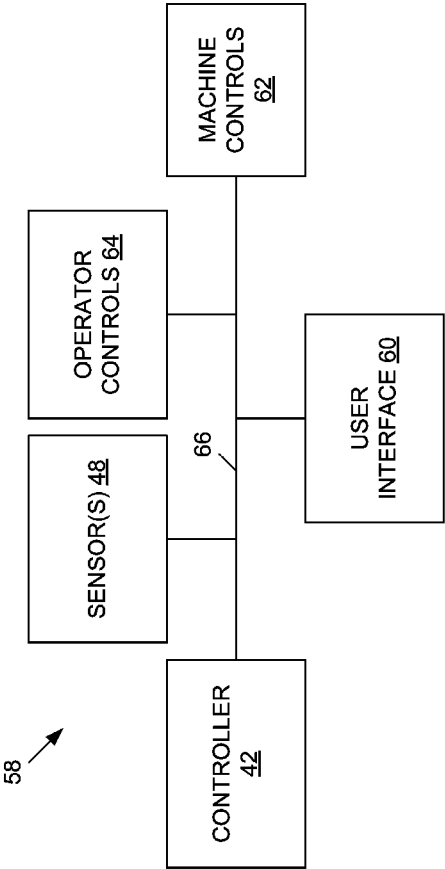 58
SENSOR(S) 48
OPERATOR
CONTROLS 64
66
CONTROLLER
42
MACHINE
CONTROLS
62
USER
INTERFACE 60